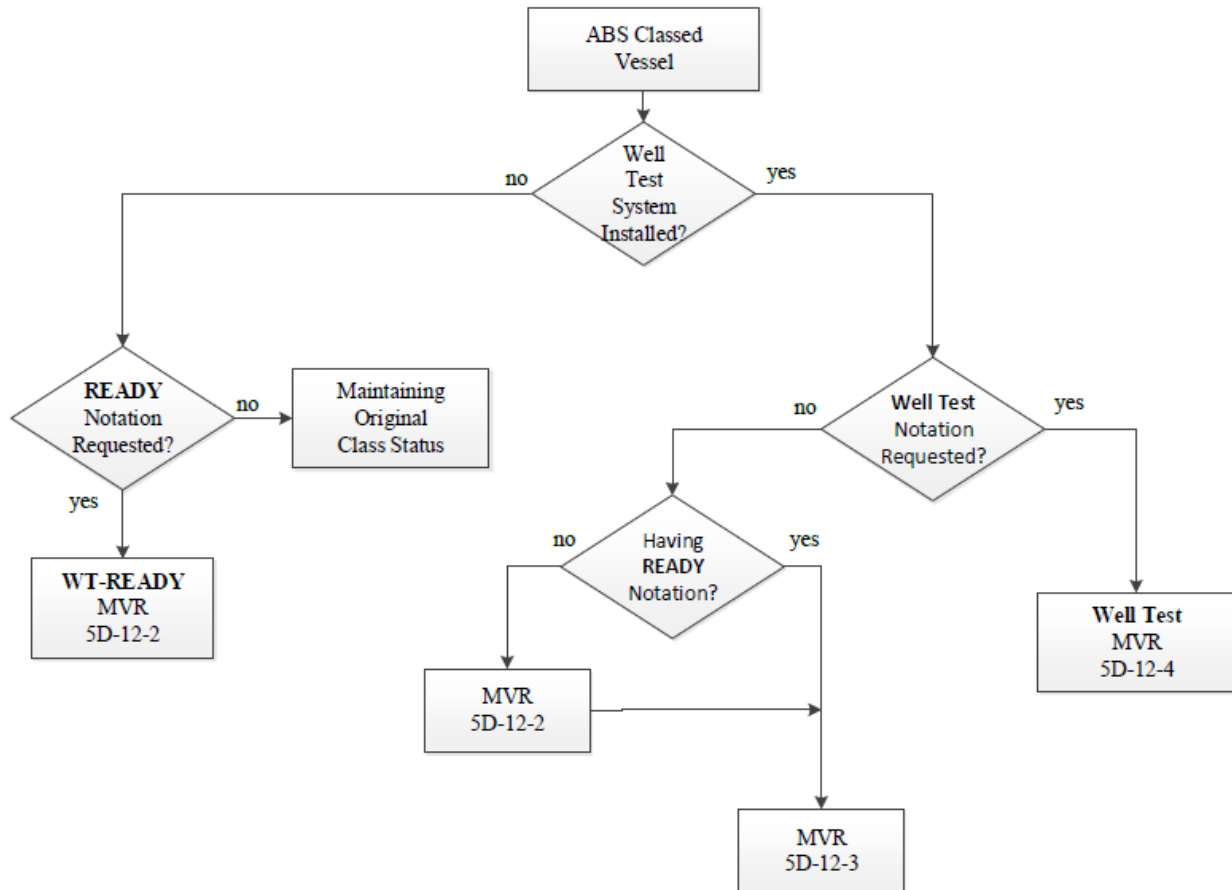 ABS Classed
Vessel
Well
Test
System
Installed?
no
yes
READY
Notation
Requested?
no
yes
Maintaining
Original
Class Status
WT-READY
MVR
5D-12-2
Well Test
Notation
Requested?
no
yes
Having
READY
Notation?
no
yes
MVR
5D-12-2
MVR
5D-12-3
Well Test
MVR
5D-12-4